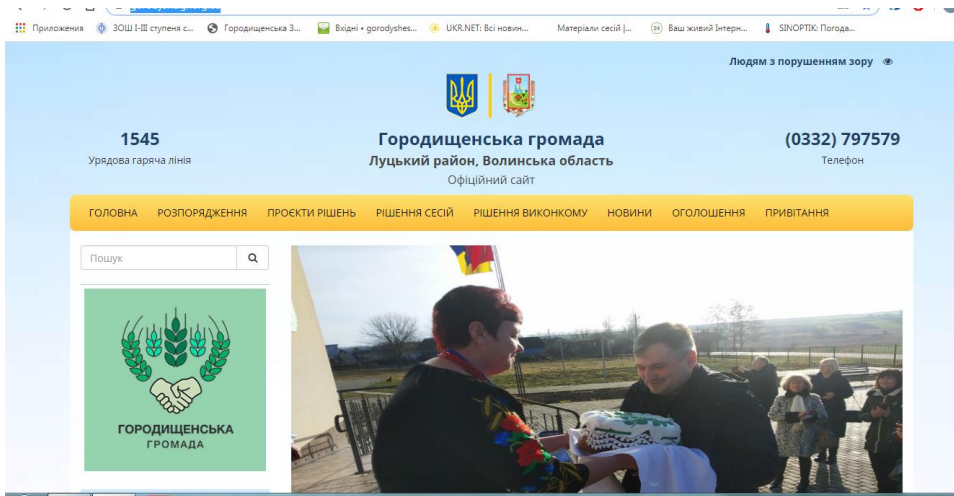 Приложения
ЗОШ І-ІІІ ступеня с...
Городищенська З...
Вхідні • gorodyshes...
UKR.NET: Всі новин...
Матеріали сесій |...
24 Ваш живий Інтерн...
SINOPTIK: Погода...
Людям з порушенням зору
1545
Урядова гаряча лінія
Городищенська громада
Луцький район, Волинська область
Офіційний сайт
(0332) 797579
Телефон
ГОЛОВНА РОЗПОРЯДЖЕННЯ ПРОЄКТИ РІШЕНЬ РІШЕННЯ СЕСІЙ РІШЕННЯ ВИКОНКОМУ НОВИНИ ОГОЛОШЕННЯ ПРИВІТАННЯ
Пошук
ГОРОДИЩЕНСЬКА
ГРОМАДА